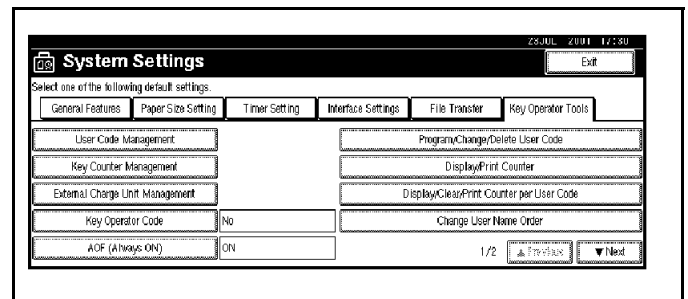 23JUL 2001 17:30
System Settings
Exit
Select one of the following default settings.
General Features
Paper Size Setting
Timer Setting
Interface Settings
File Transfer
Key Operator Tools
User Code Management
Program/Change/Delete User Code
Key Counter Management
Display/Print Counter
External Charge Unit Management
Display/Clear/Print Counter per User Code
Key Operator Code
No
Change User Name Order
AOF (Always ON)
ON
1/2
▲Previous
▼Next